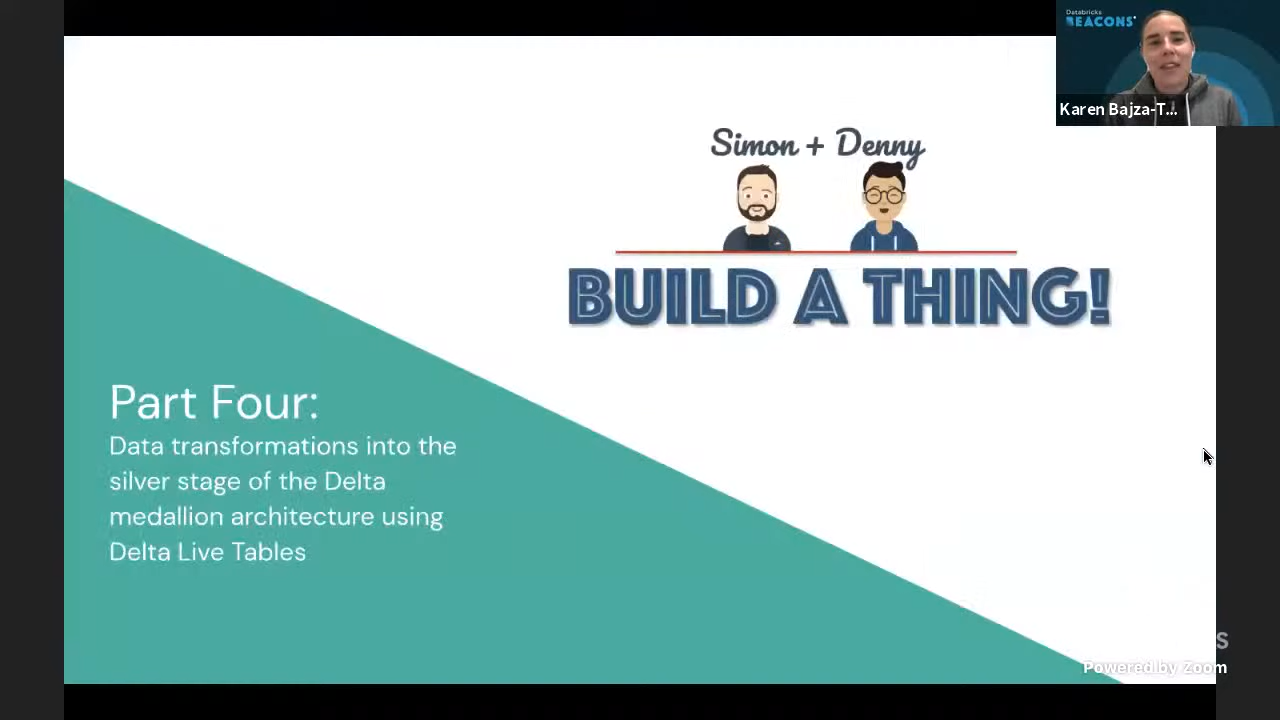 Databricks
BEACONS
Karen Bajza-T...
Simon + Denny
BUILD A THING!
Part Four:
Data transformations into the
silver stage of the Delta
medallion architecture using
Delta Live Tables
S
Powered by Zoom